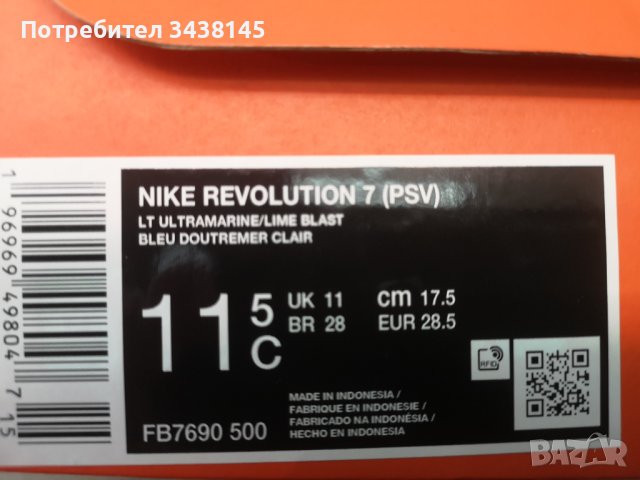 Потребител 3438145
NIKE REVOLUTION 7 (PSV)
LT ULTRAMARINE/LIME BLAST
BLEU DOUTREMER CLAIR
11 5 C
UK 11 cm 17.5
BR 28 EUR 28.5
RFID
MADE IN INDONESIA /
FABRIQUE EN INDONESIE /
FABRICADO NA INDONÉSIA /
HECHO EN INDONESIA
FB7690 500
1 96969 49804 7 15
BAZAR